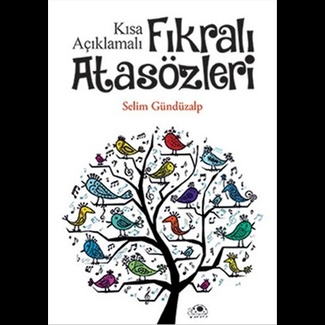 Kısa
Açıklamalı
Fıkralı
Atasözleri
Selim Gündüzalp